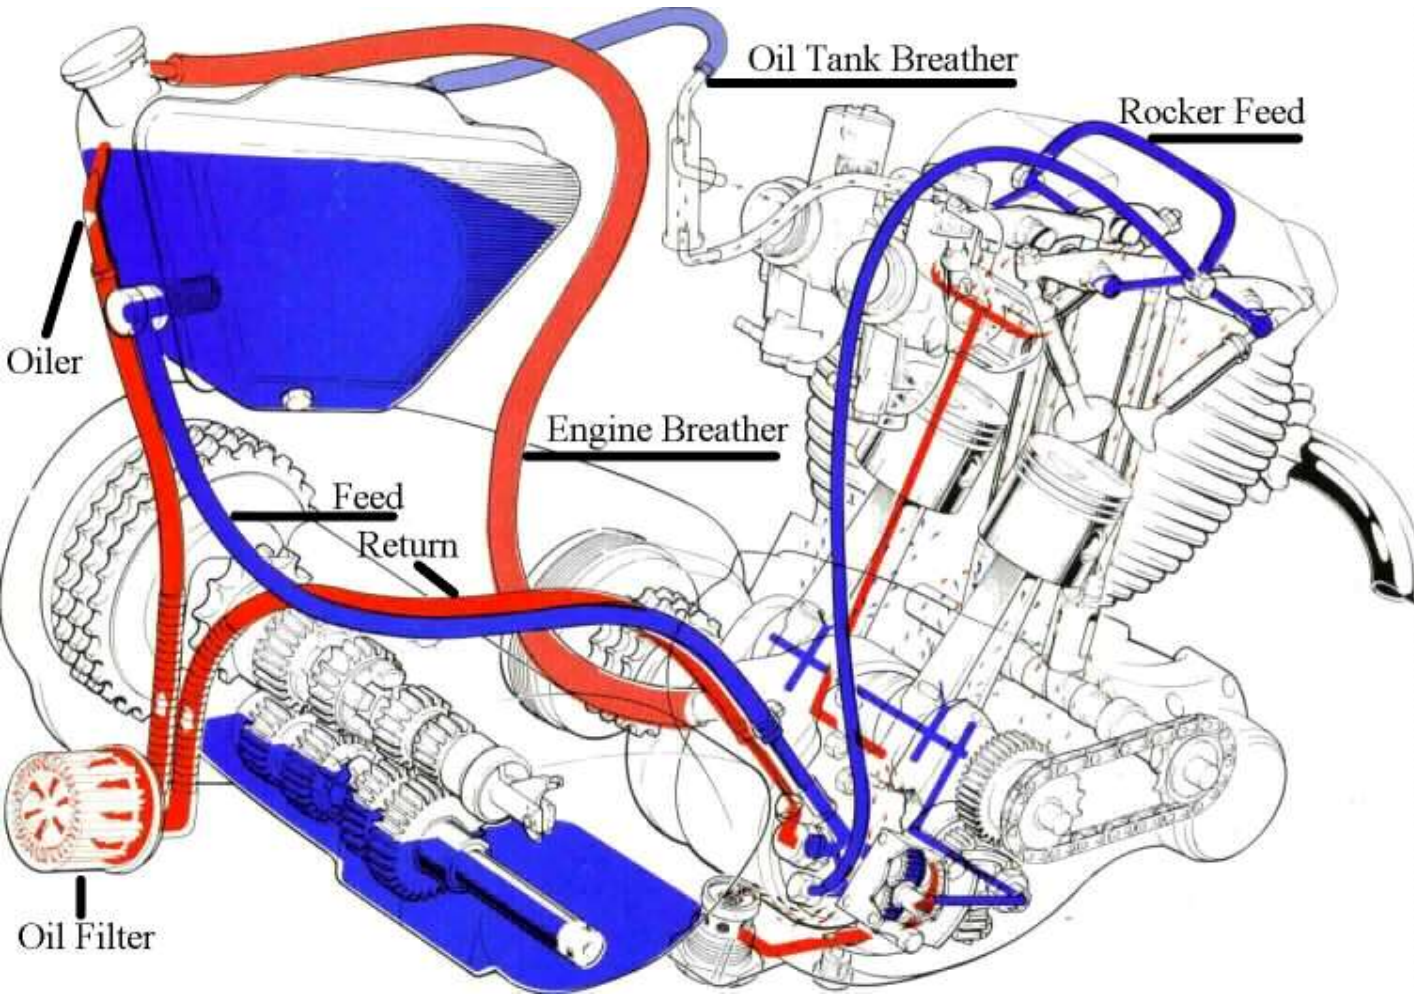 Oil Tank Breather
Rocker Feed
Oiler
Engine Breather
Feed
Return
Oil Filter